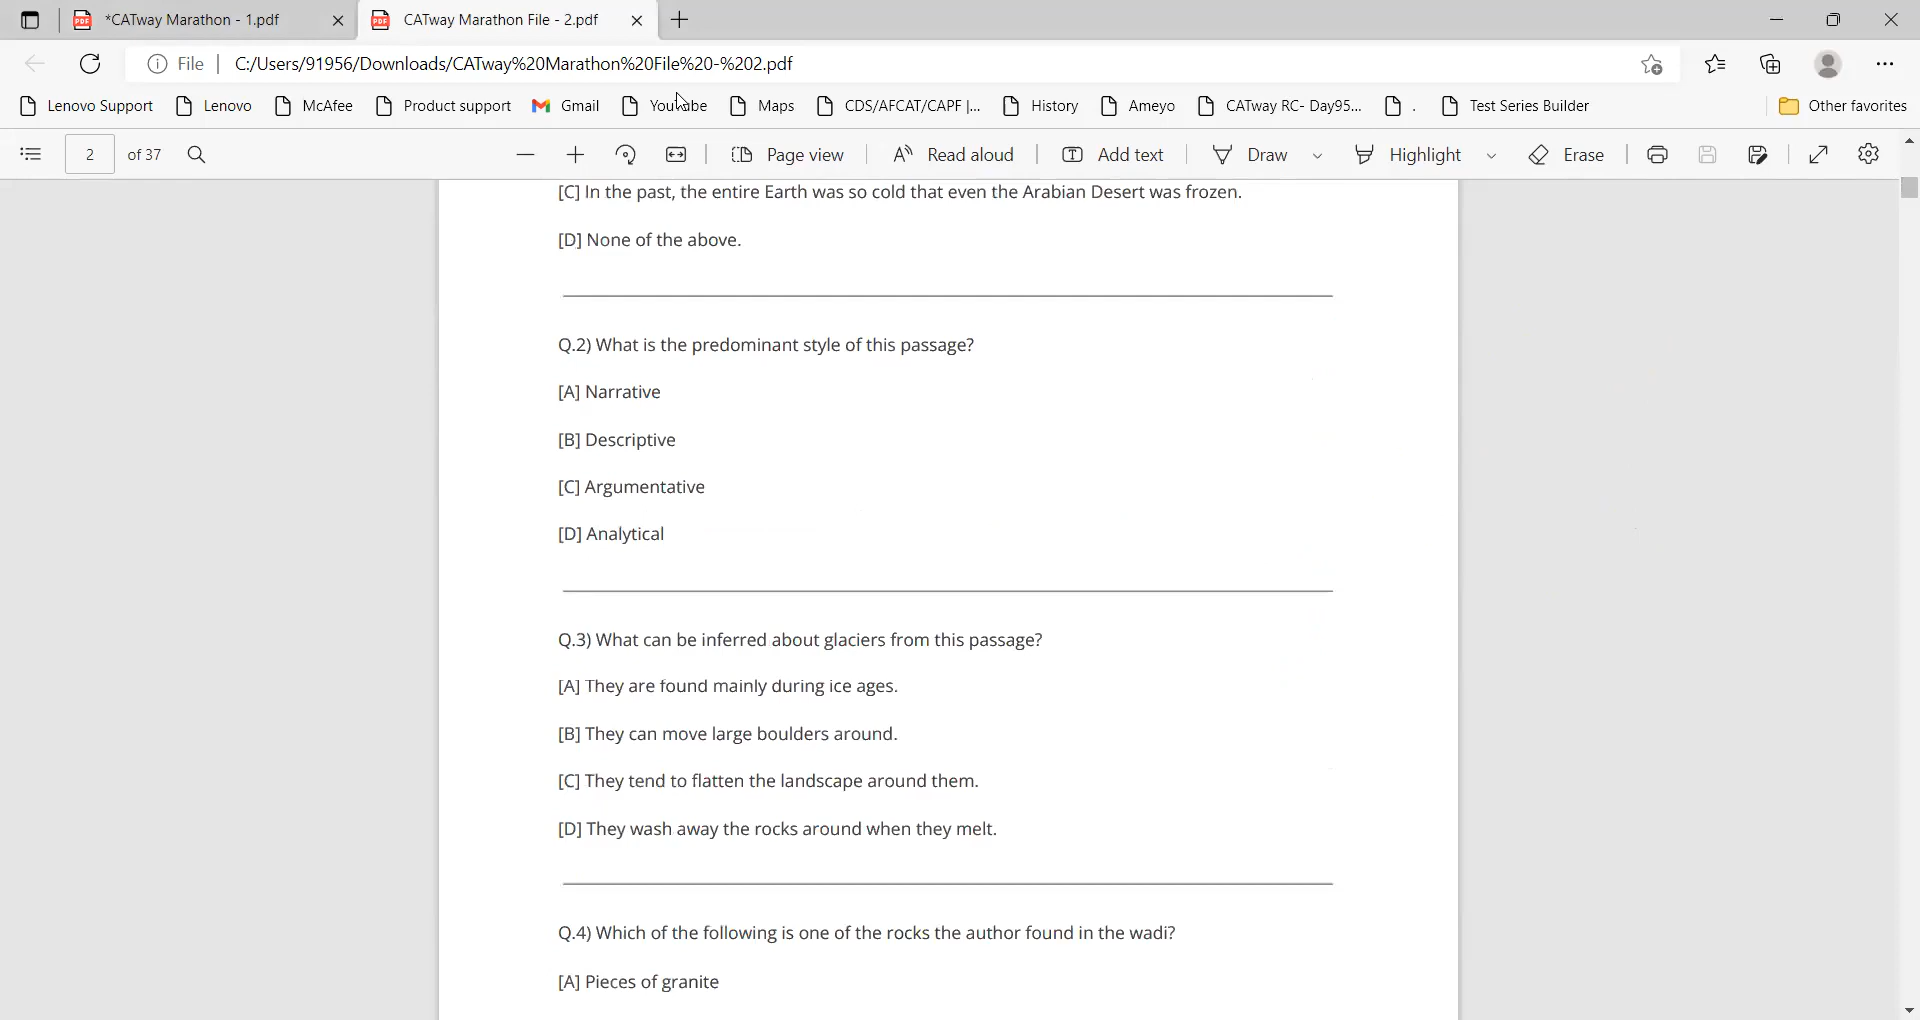 *CATway Marathon - 1.pdf
CATway Marathon File - 2.pdf
File
C:/Users/91956/Downloads/CATway%20Marathon%20File%20-%202.pdf
Lenovo Support
Lenovo
McAfee
Product support
Gmail
YouTube
Maps
CDS/AFCAT/CAPF |...
History
Ameyo
CATway RC- Day95...
.
Test Series Builder
Other favorites
2
of 37
Page view
Read aloud
Add text
Draw
Highlight
Erase
[C] In the past, the entire Earth was so cold that even the Arabian Desert was frozen.
[D] None of the above.
Q.2) What is the predominant style of this passage?
[A] Narrative
[B] Descriptive
[C] Argumentative
[D] Analytical
Q.3) What can be inferred about glaciers from this passage?
[A] They are found mainly during ice ages.
[B] They can move large boulders around.
[C] They tend to flatten the landscape around them.
[D] They wash away the rocks around when they melt.
Q.4) Which of the following is one of the rocks the author found in the wadi?
[A] Pieces of granite